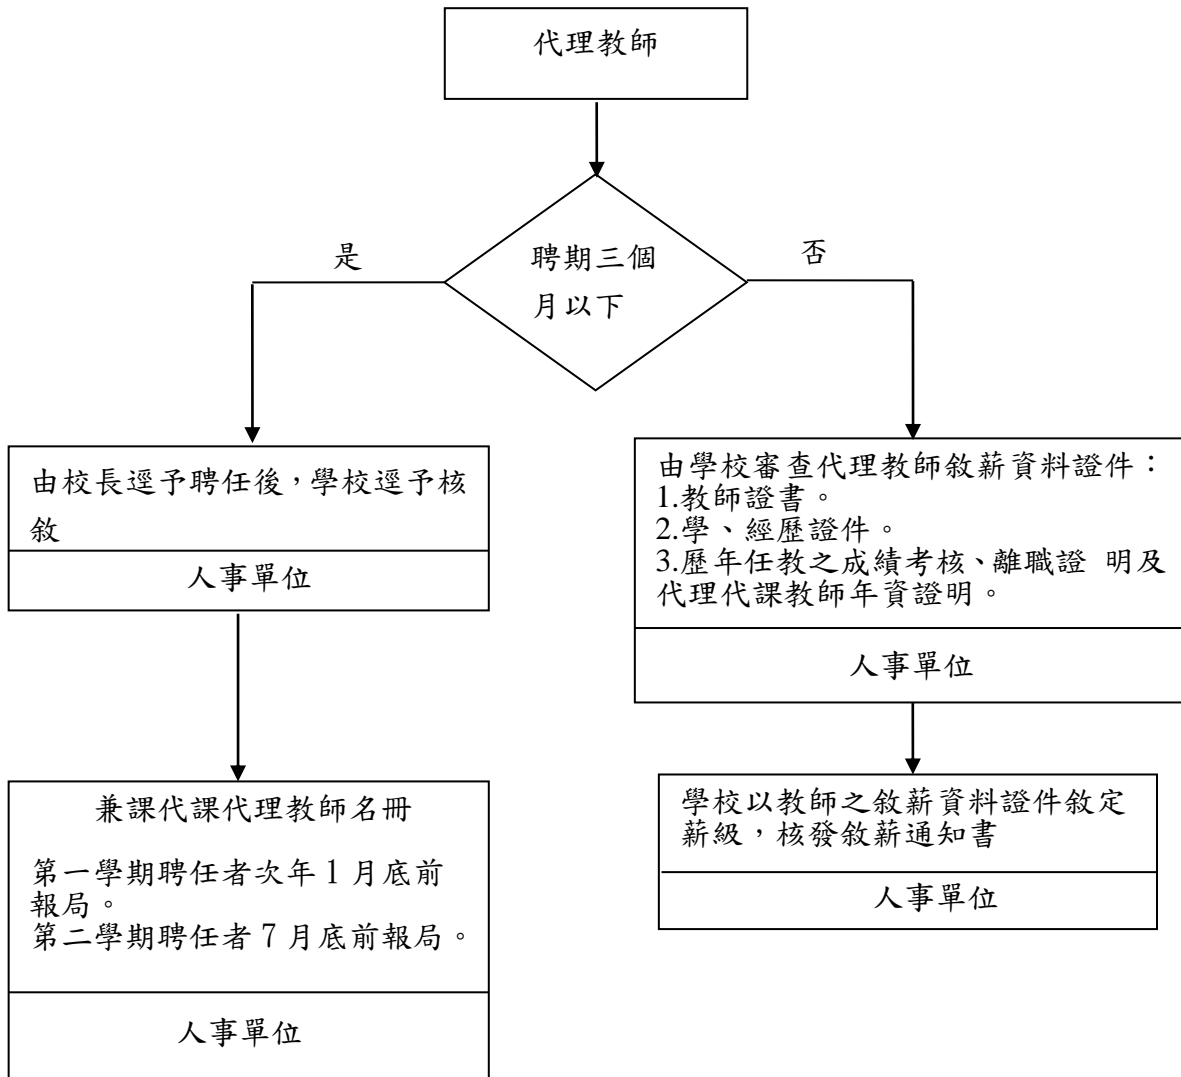 代理教師
聘期三個
月以下
是
否
由校長逕予聘任後，學校逕予核
敘
人事單位
兼課代課代理教師名冊
第一學期聘任者次年 1 月底前
報局。
第二學期聘任者 7 月底前報局。
人事單位
由學校審查代理教師敘薪資料證件：
1.教師證書。
2.學、經歷證件。
3.歷年任教之成績考核、離職證 明及
代理代課教師年資證明。
人事單位
學校以教師之敘薪資料證件敘定
薪級，核發敘薪通知書
人事單位